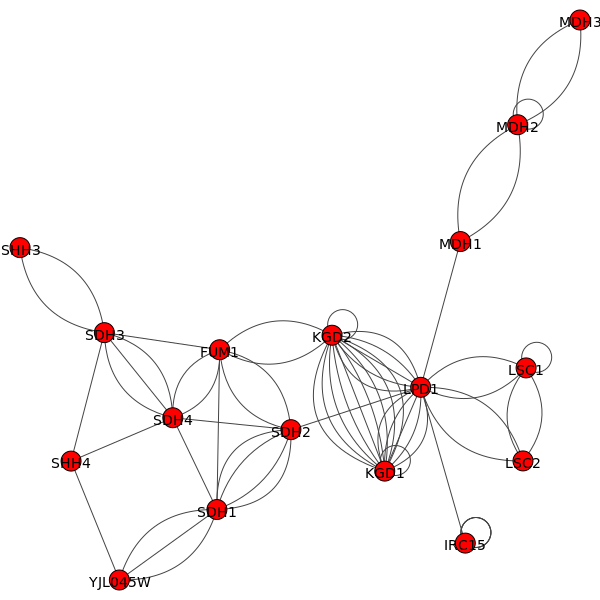 MDH3
MDH2
MDH1
SHH3
SDH3
KGD2
FUM1
LSC1
LPD1
SDH4
SDH2
SHH4
LSC2
KGD1
SDH1
IRC15
YJL045W